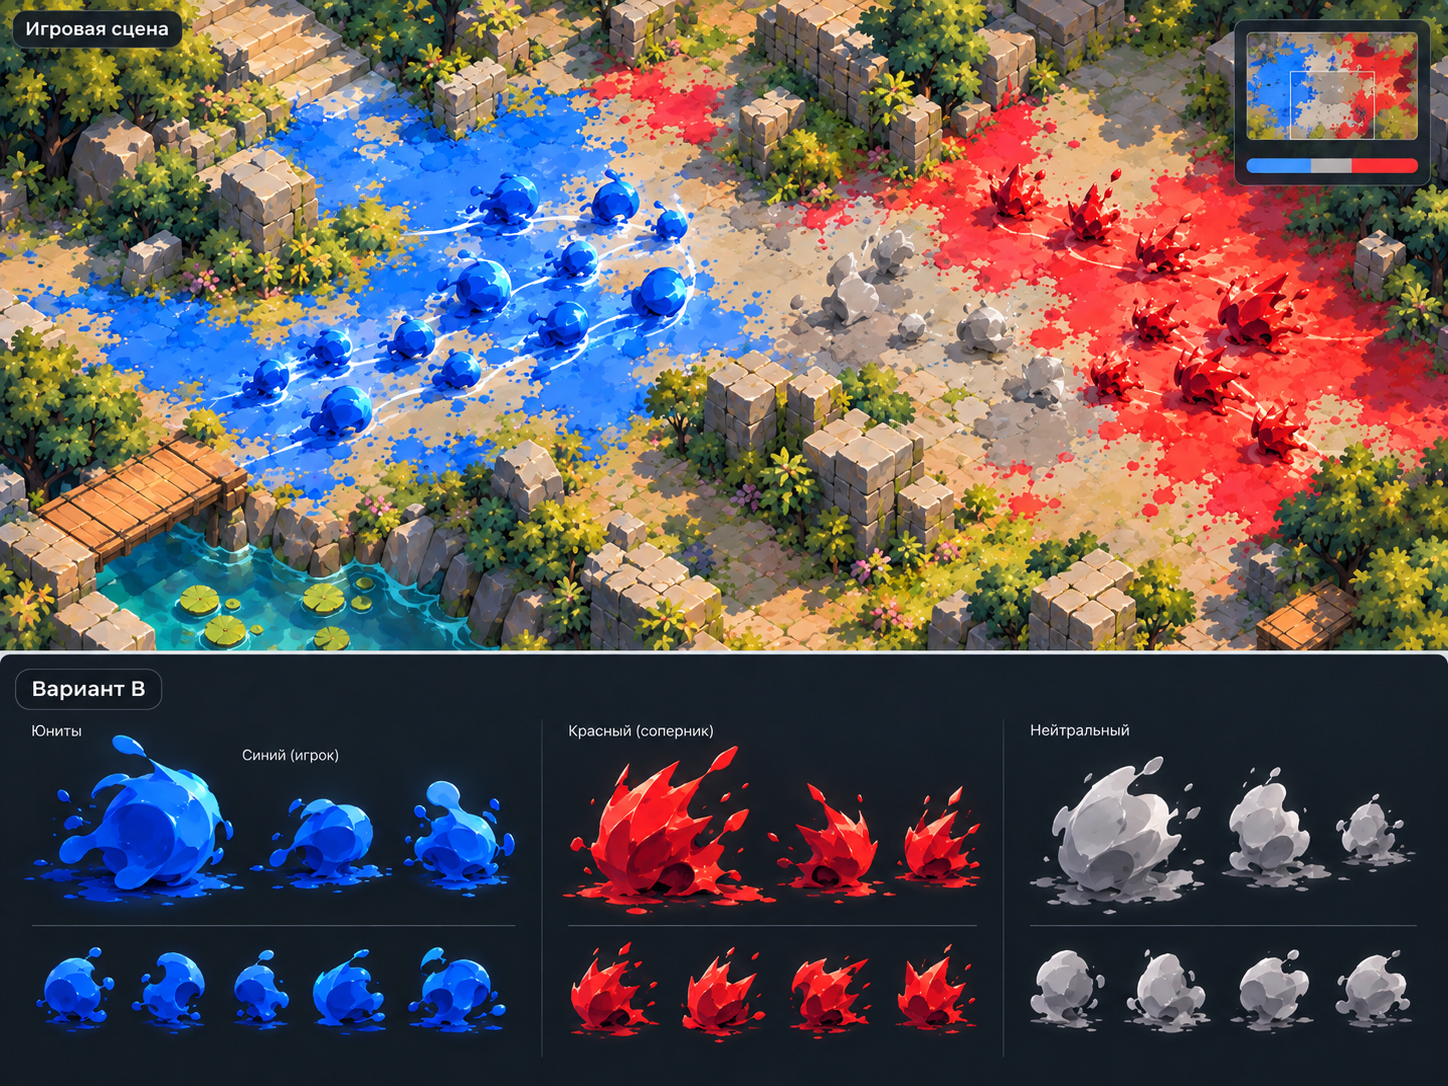 Игровая сцена
Вариант B
Юниты
Синий (игрок)
Красный (соперник)
Нейтральный